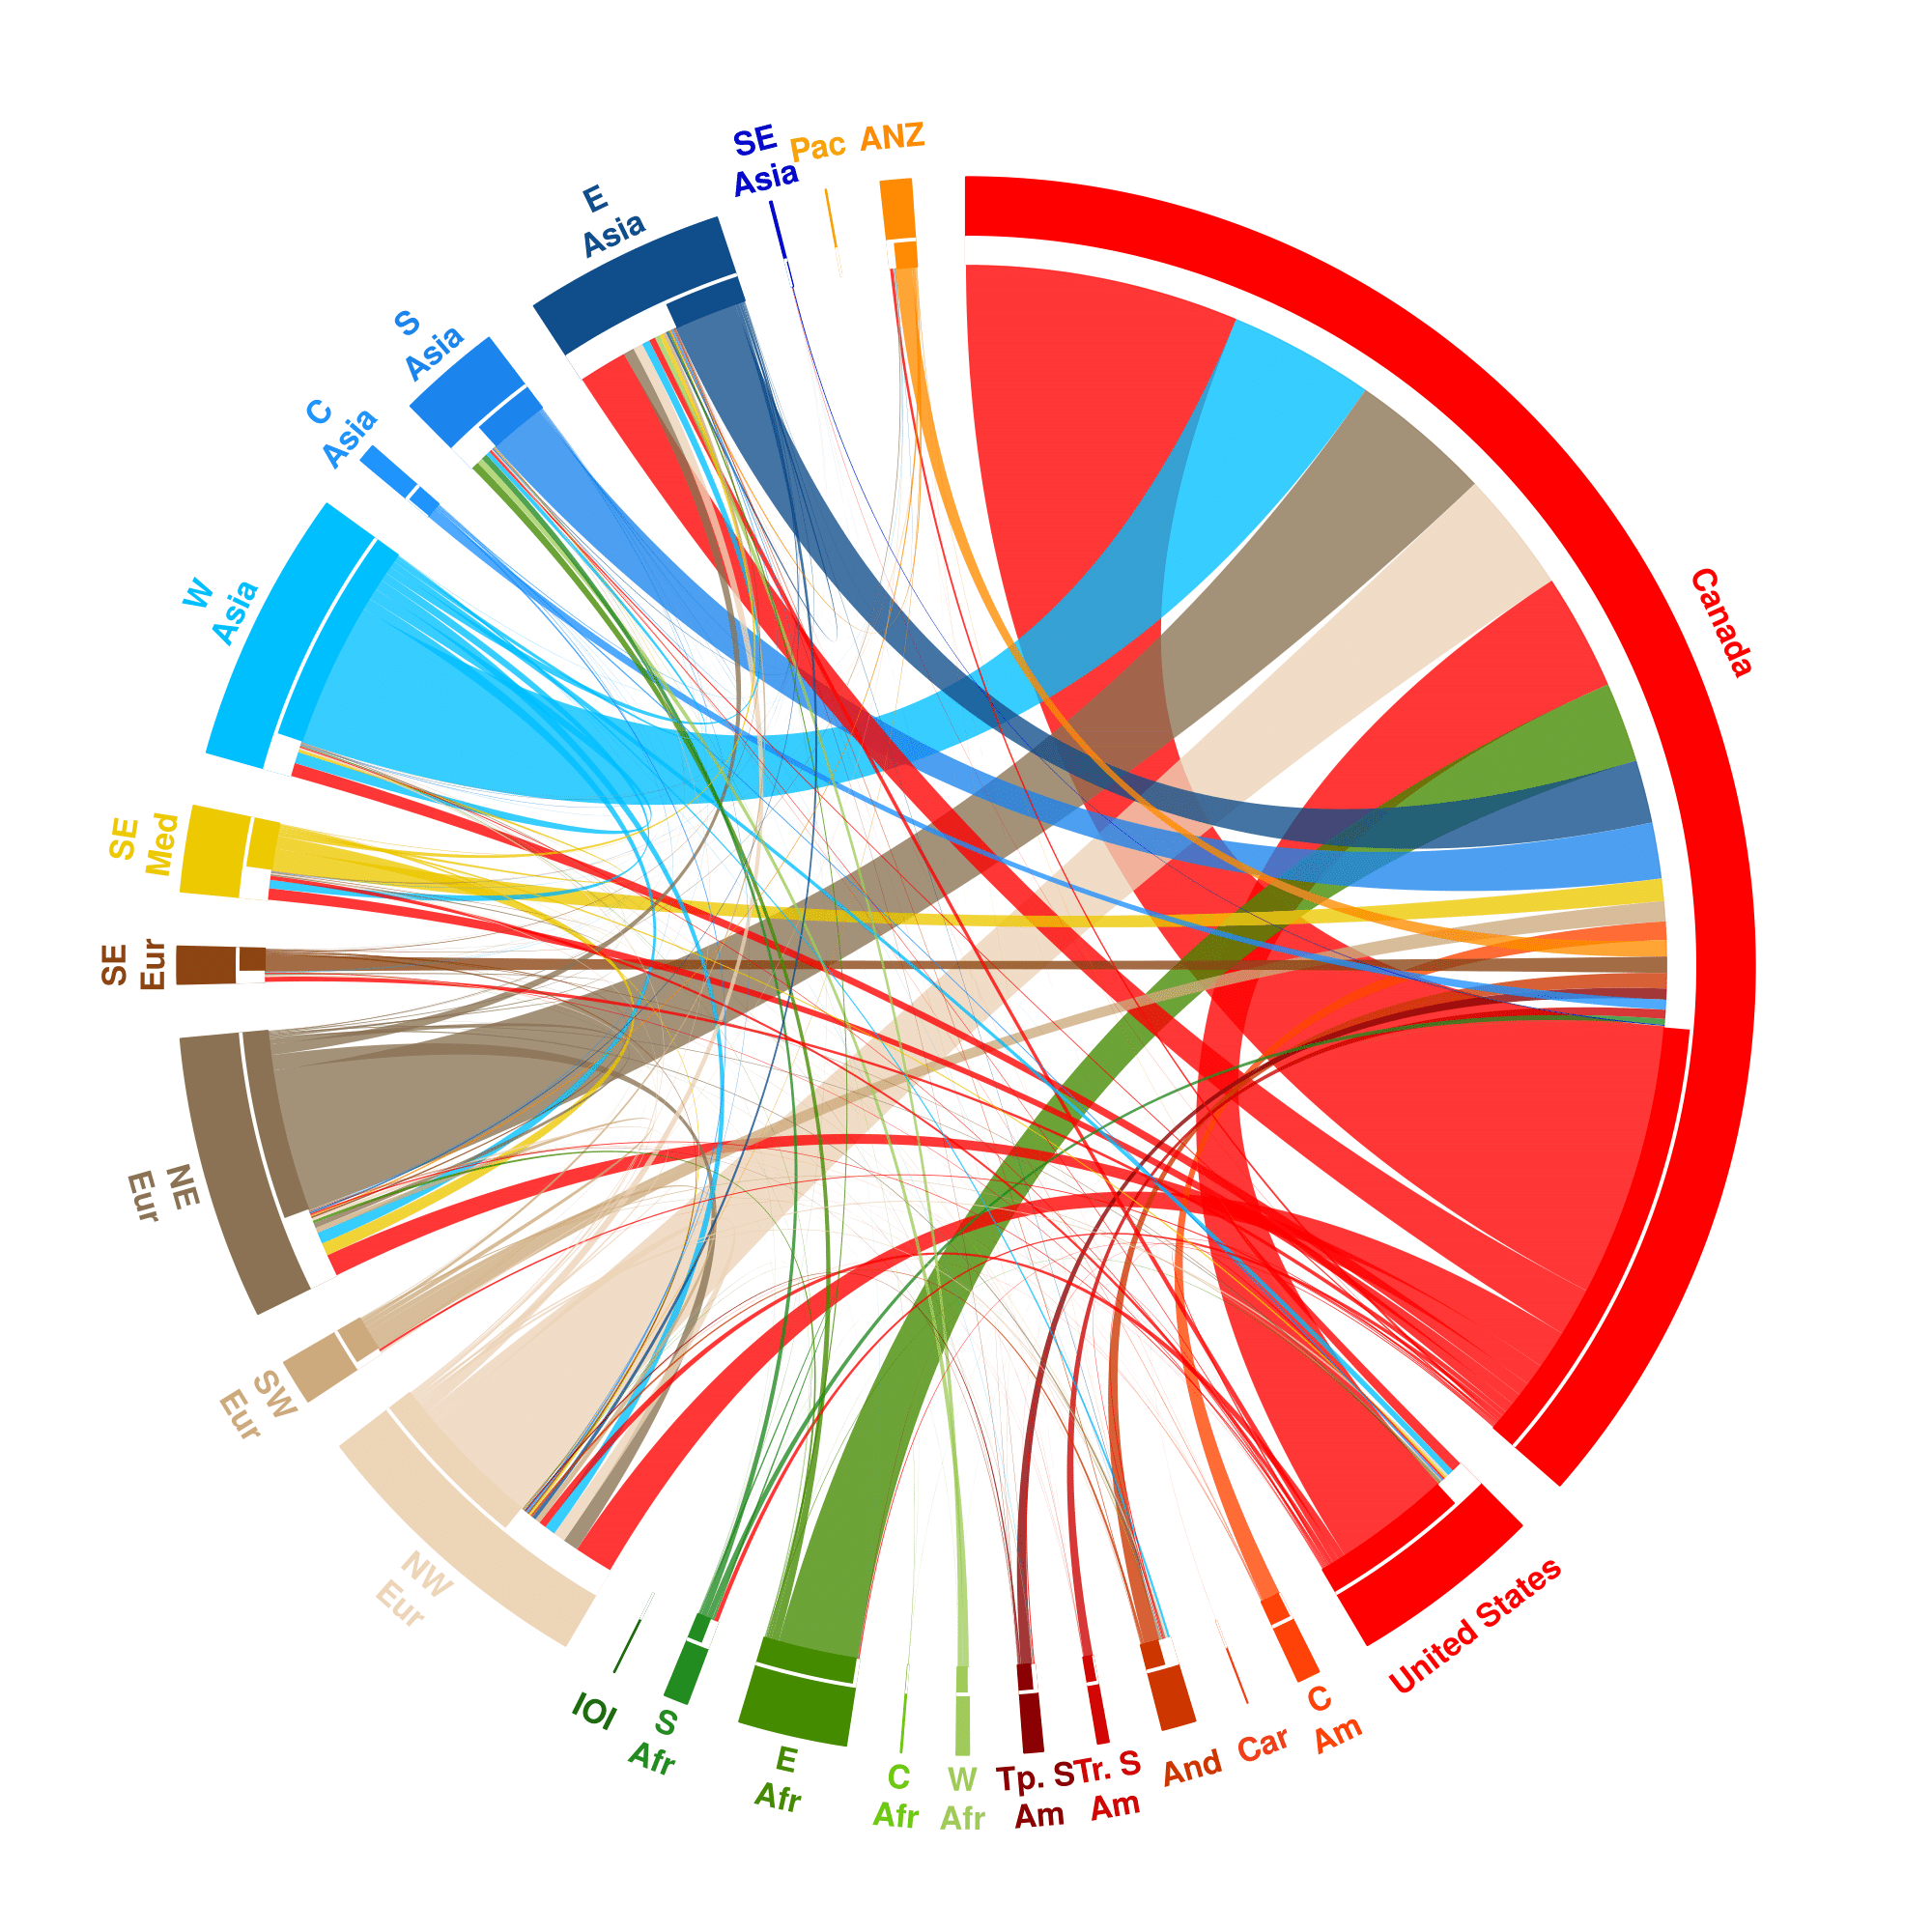 SE
Asia
Pac
ANZ
Canada
United States
C
Am
Car
And
Tr. S
Am
Tp. S
Am
W
Afr
C
Afr
E
Afr
S
Afr
IOI
NW
Eur
SW
Eur
NE
Eur
SE
Eur
SE
Med
W
Asia
C
Asia
S
Asia
E
Asia